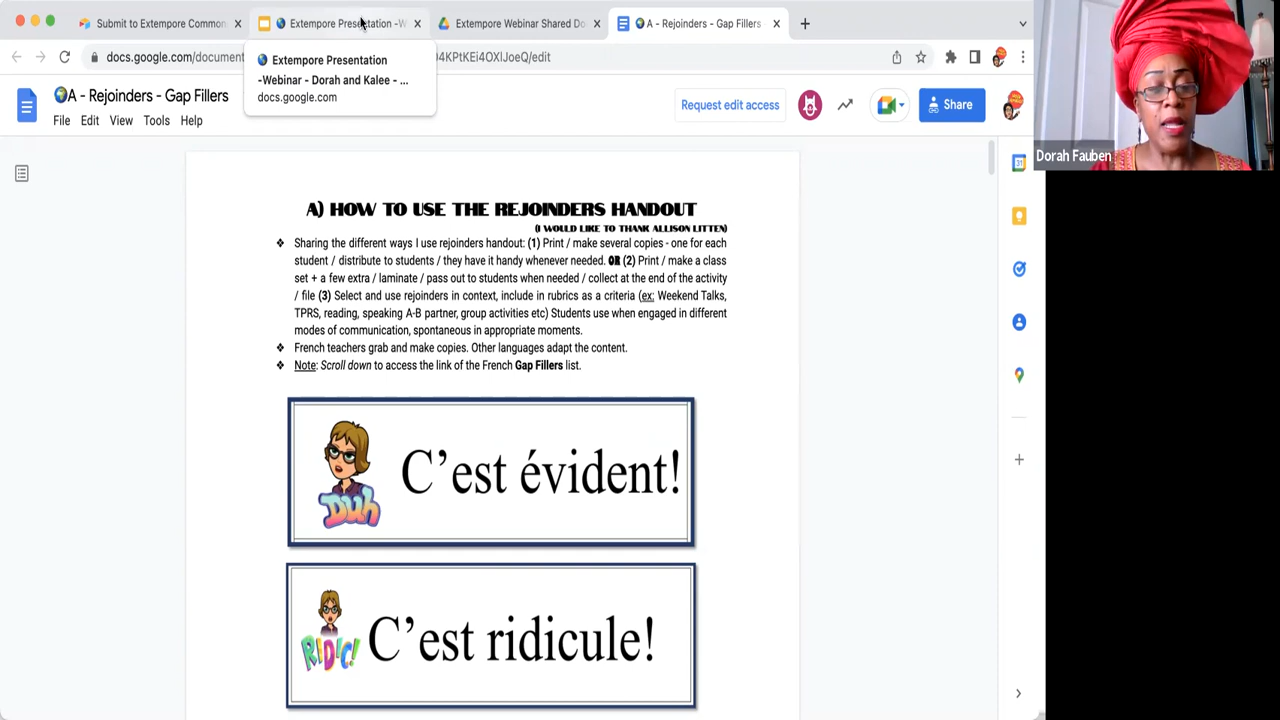 Submit to Extempore Common
Extempore Presentation -W
Extempore Webinar Shared Do
A - Rejoinders - Gap Fillers -
docs.google.com/document
J4KPtKEi4OXIJoeQ/edit
Extempore Presentation
-Webinar - Dorah and Kalee - ...
docs.google.com
A - Rejoinders - Gap Fillers
File Edit View Tools Help
Request edit access
Share
Dorah Fauben
A) HOW TO USE THE REJOINDERS HANDOUT
(I WOULD LIKE TO THANK ALLISON LITTEN)
❖ Sharing the different ways I use rejoinders handout: (1) Print / make several copies - one for each
student / distribute to students / they have it handy whenever needed. OR (2) Print / make a class
set + a few extra / laminate / pass out to students when needed / collect at the end of the activity
/ file (3) Select and use rejoinders in context, include in rubrics as a criteria (ex: Weekend Talks,
TPRS, reading, speaking A-B partner, group activities etc) Students use when engaged in different
modes of communication, spontaneous in appropriate moments.
❖ French teachers grab and make copies. Other languages adapt the content.
❖ Note: Scroll down to access the link of the French Gap Fillers list.
Duh
C'est évident!
RIDIC!
C'est ridicule!
31